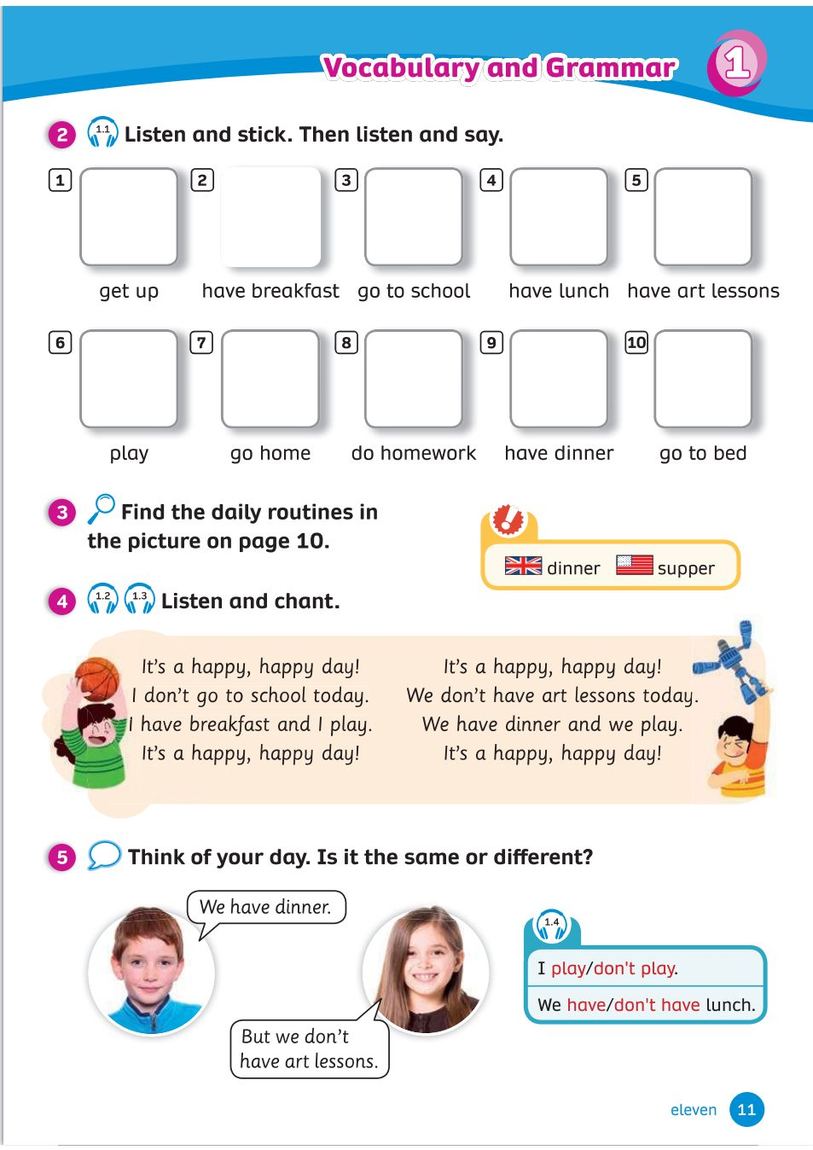 Vocabulary and Grammar 1
2 1.1 Listen and stick. Then listen and say.
1 2 3 4 5
get up have breakfast go to school have lunch have art lessons
6 7 8 9 10
play go home do homework have dinner go to bed
3 Find the daily routines in
the picture on page 10.
dinner supper
4 1.2 1.3 Listen and chant.
It's a happy, happy day!
I don't go to school today.
I have breakfast and I play.
It's a happy, happy day!
It's a happy, happy day!
We don't have art lessons today.
We have dinner and we play.
It's a happy, happy day!
5 Think of your day. Is it the same or different?
We have dinner.
But we don't
have art lessons.
1.4
I play/don't play.
We have/don't have lunch.
eleven 11